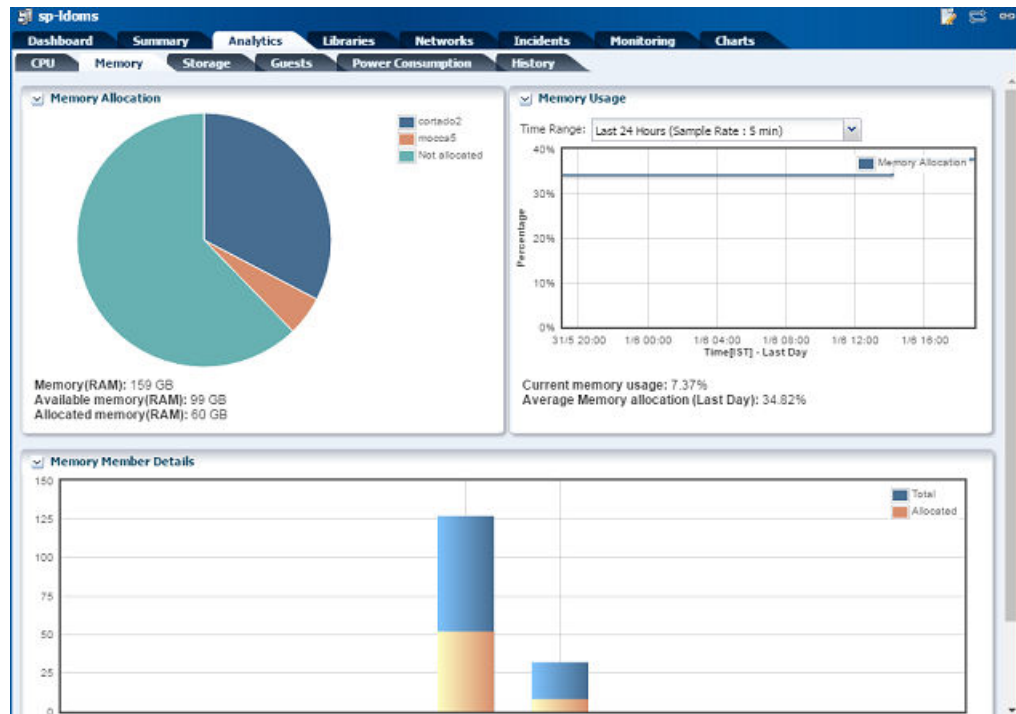 sp-ldoms
Dashboard Summary Analytics Libraries Networks Incidents Monitoring Charts
CPU Memory Storage Guests Power Consumption History
Memory Allocation
cortado2
mocca5
Not allocated
Memory(RAM): 159 GB
Available memory(RAM): 99 GB
Allocated memory(RAM): 60 GB
Memory Usage
Time Range: Last 24 Hours (Sample Rate : 5 min)
Memory Allocation
40%
30%
20%
10%
0%
Percentage
31/5 20:00 1/6 00:00 1/6 04:00 1/6 08:00 1/6 12:00 1/6 16:00
Time[IST] - Last Day
Current memory usage: 7.37%
Average Memory allocation (Last Day): 34.82%
Memory Member Details
Total
Allocated
150
125
100
75
50
25
0